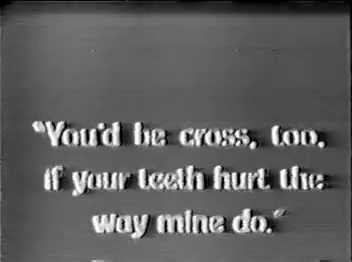 "You'd be cross, too,
if your teeth hurt the
way mine do."